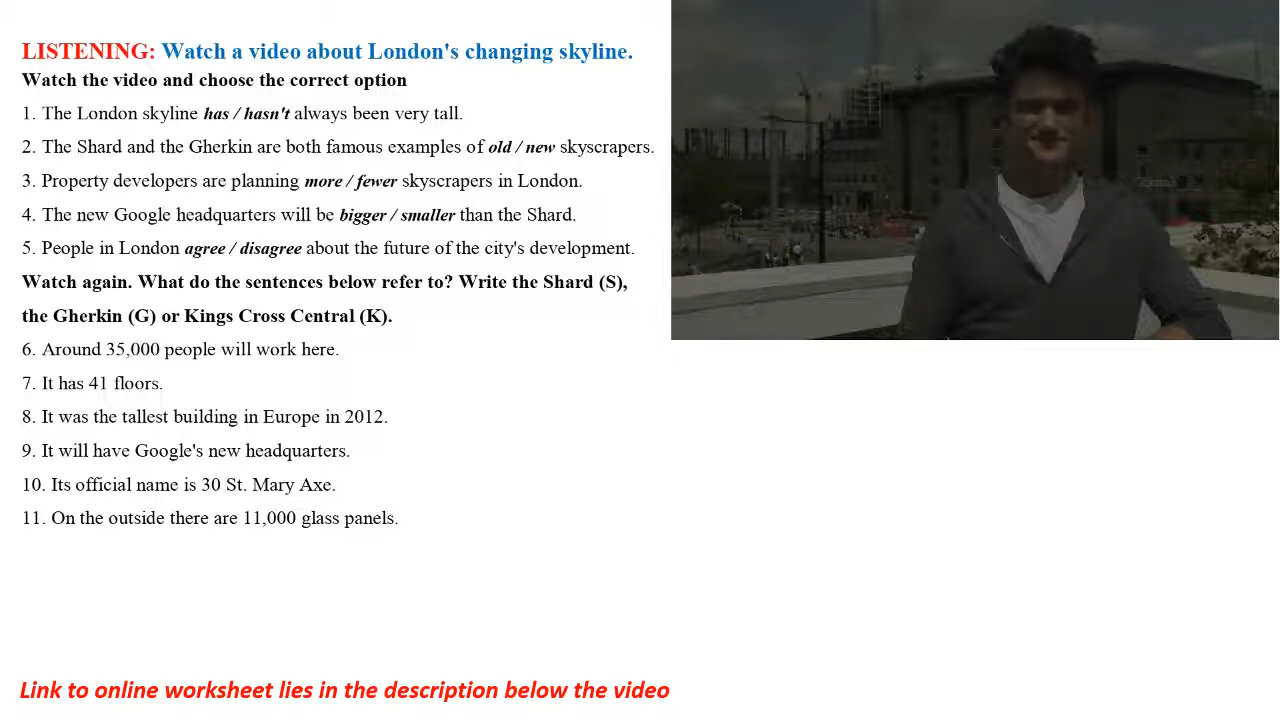 LISTENING: Watch a video about London's changing skyline.
Watch the video and choose the correct option
1. The London skyline has / hasn't always been very tall.
2. The Shard and the Gherkin are both famous examples of old / new skyscrapers.
3. Property developers are planning more / fewer skyscrapers in London.
4. The new Google headquarters will be bigger / smaller than the Shard.
5. People in London agree / disagree about the future of the city's development.
Watch again. What do the sentences below refer to? Write the Shard (S),
the Gherkin (G) or Kings Cross Central (K).
6. Around 35,000 people will work here.
7. It has 41 floors.
8. It was the tallest building in Europe in 2012.
9. It will have Google's new headquarters.
10. Its official name is 30 St. Mary Axe.
11. On the outside there are 11,000 glass panels.
Link to online worksheet lies in the description below the video